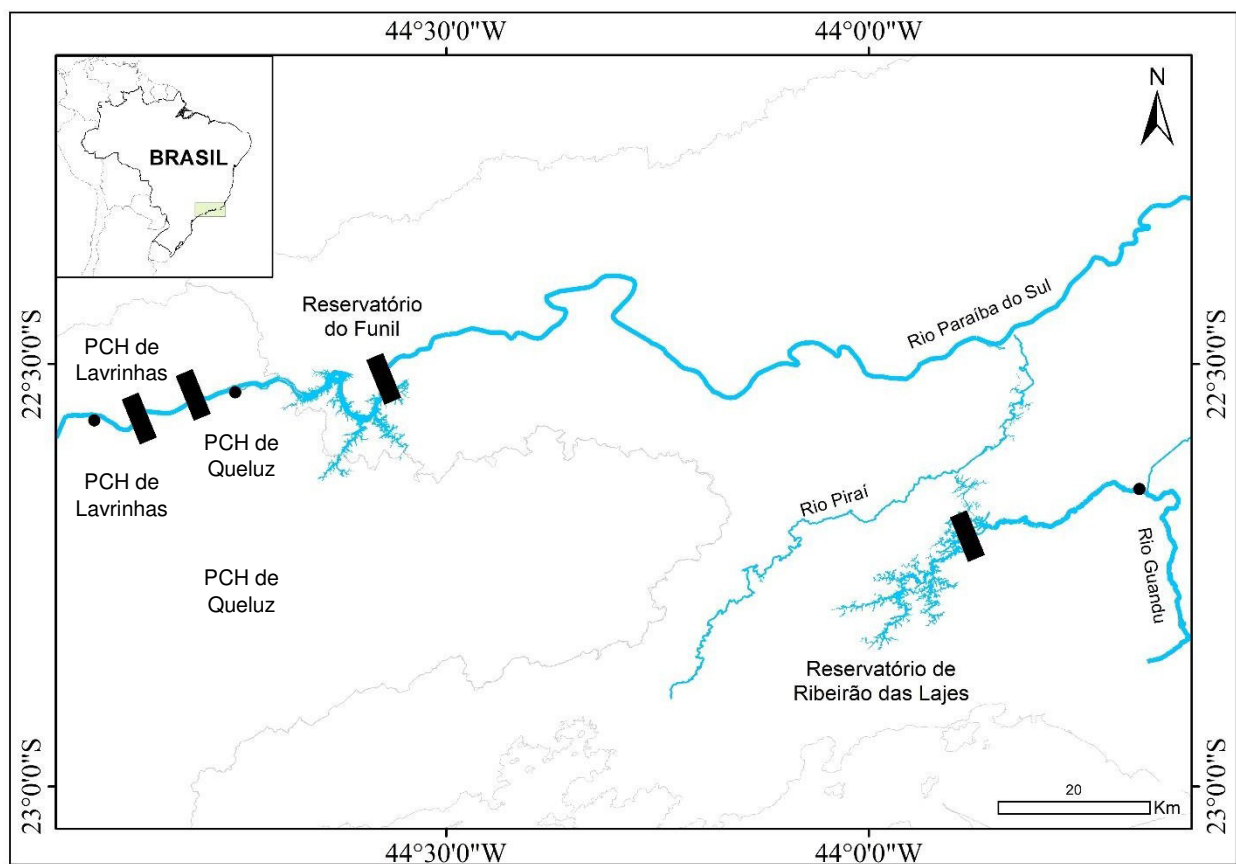 44°30'0"W
44°0'0"W
N
BRASIL
Reservatório
do Funil
Rio Paraíba do Sul
22°30'0"S
22°30'0"S
PCH de
Lavrinhas
PCH de
Queluz
PCH de
Lavrinhas
Rio Piraí
Rio Guandu
PCH de
Queluz
Reservatório de
Ribeirão das Lajes
23°0'0"S
23°0'0"S
20
Km
44°30'0"W
44°0'0"W